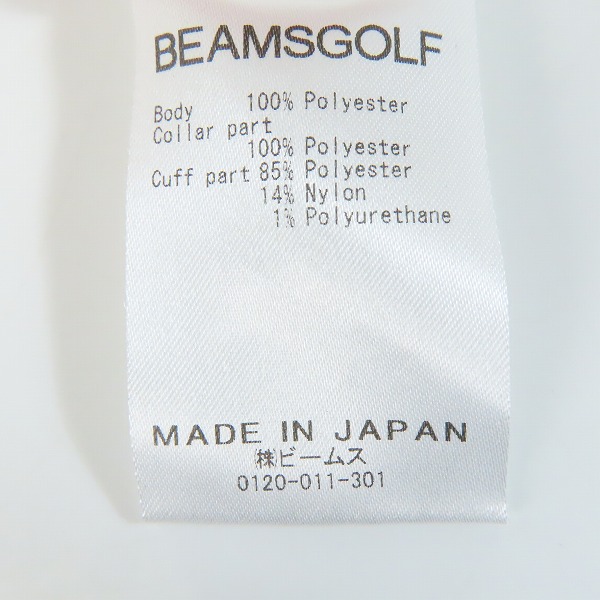 BEAMSGOLF
Body 100% Polyester
Collar part
100% Polyester
Cuff part 85% Polyester
14% Nylon
1% Polyurethane
MADE IN JAPAN
㈱ビームス
0120-011-301